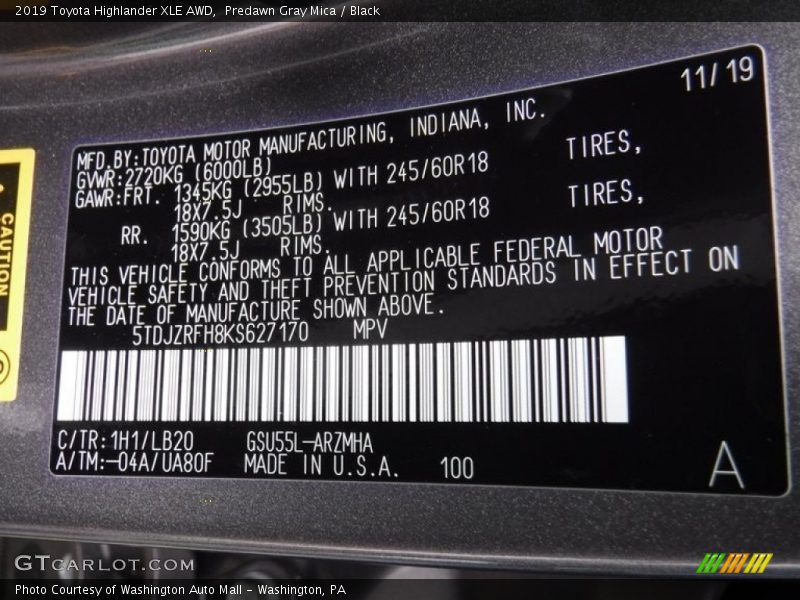 2019 Toyota Highlander XLE AWD, Predawn Gray Mica / Black
11/19
MFD.BY:TOYOTA MOTOR MANUFACTURING, INDIANA, INC.
GVWR:2720KG (6000LB)
GAWR:FRT. 1345KG (2955LB) WITH 245/60R18 TIRES,
18X7.5J RIMS.
RR. 1590KG (3505LB) WITH 245/60R18 TIRES,
18X7.5J RIMS.
THIS VEHICLE CONFORMS TO ALL APPLICABLE FEDERAL MOTOR
VEHICLE SAFETY AND THEFT PREVENTION STANDARDS IN EFFECT ON
THE DATE OF MANUFACTURE SHOWN ABOVE.
5TDJZRFH8KS627170 MPV
C/TR:1H1/LB20 GSU55L-ARZMHA
A/TM:-04A/UA80F MADE IN U.S.A. 100
A
CAUTION
GTCARLOT.COM
Photo Courtesy of Washington Auto Mall - Washington, PA